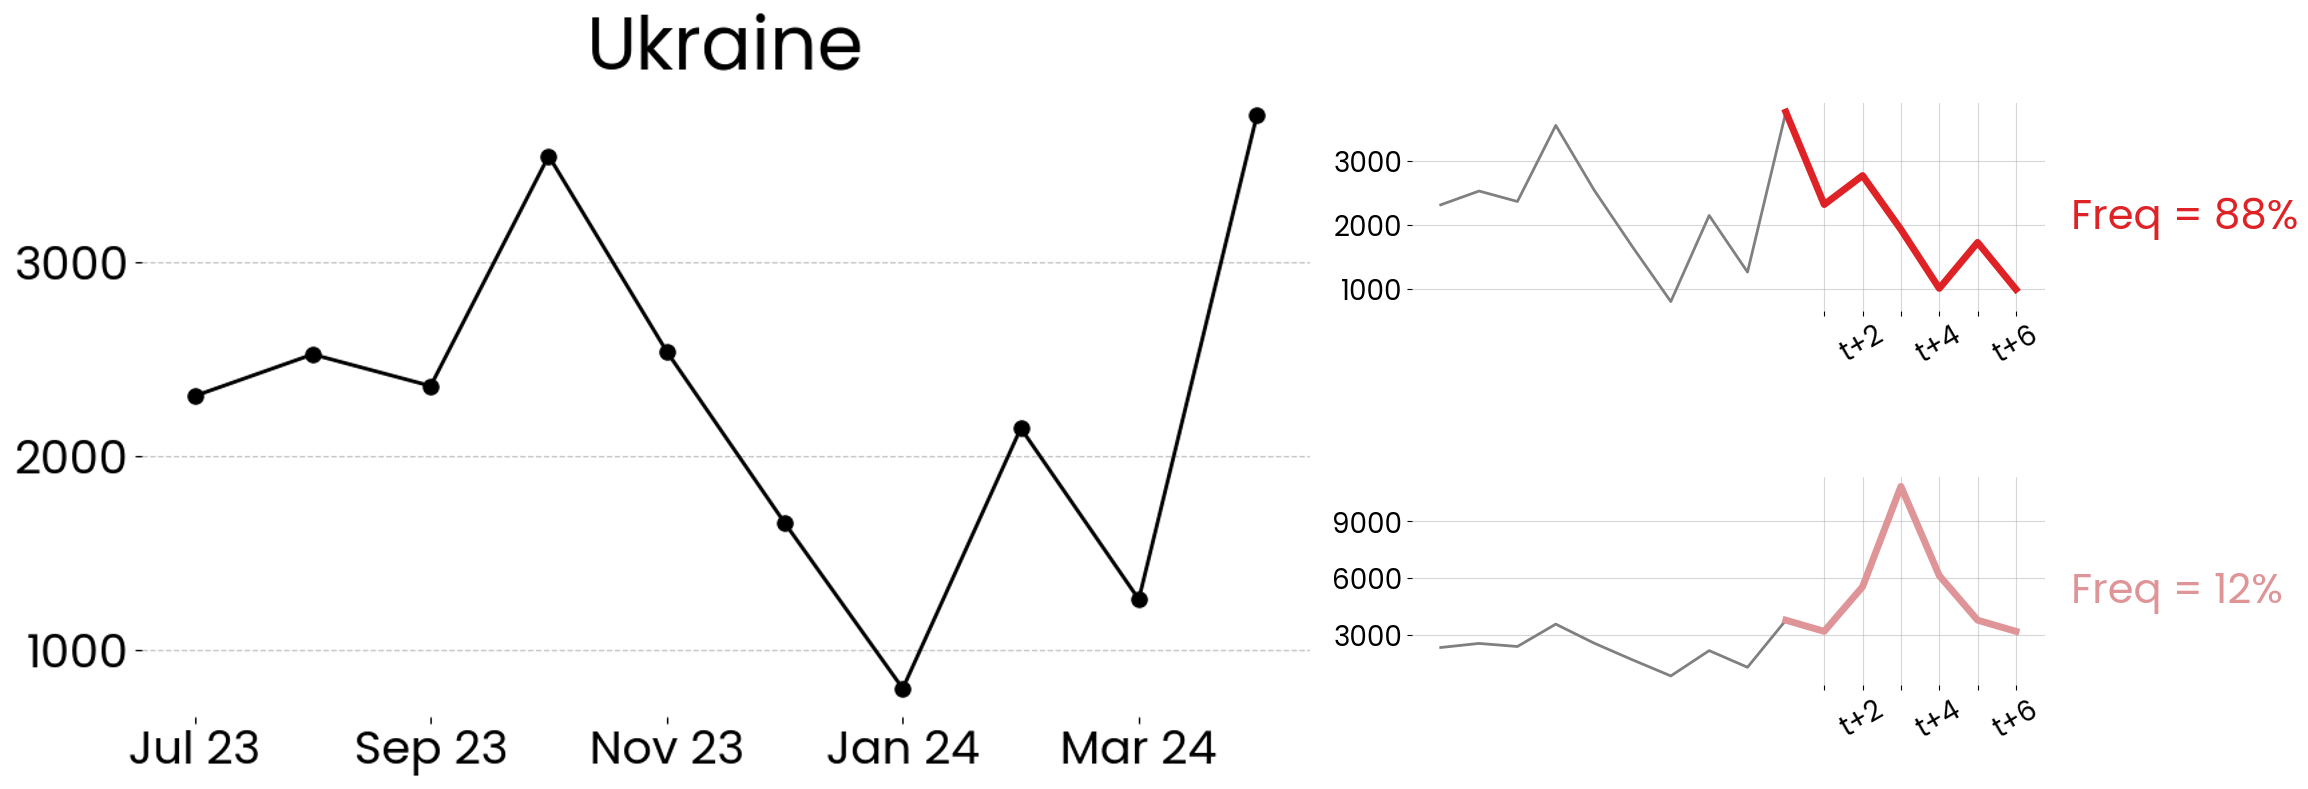 Ukraine
3000
2000
1000
Jul 23
Sep 23
Nov 23
Jan 24
Mar 24
3000
2000
1000
t+2
t+4
t+6
Freq = 88%
9000
6000
3000
t+2
t+4
t+6
Freq = 12%